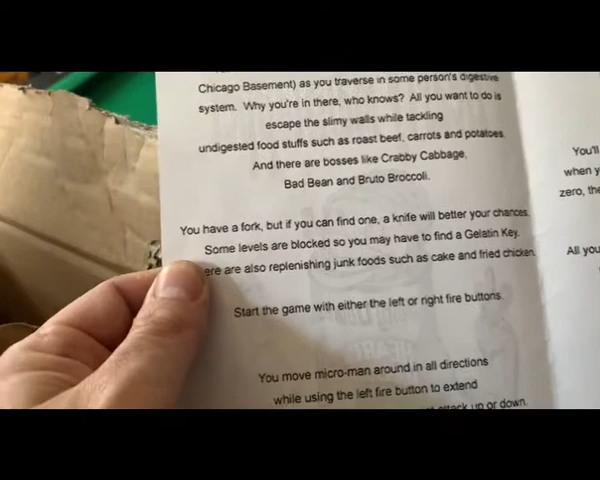 Chicago Basement) as you traverse in some person's digestive
system. Why you're in there, who knows? All you want to do is
escape the slimy walls while tackling
undigested food stuffs such as roast beef, carrots and potatoes.
And there are bosses like Crabby Cabbage,
Bad Bean and Bruto Broccoli.
You have a fork, but if you can find one, a knife will better your chances.
Some levels are blocked so you may have to find a Gelatin Key.
ere are also replenishing junk foods such as cake and fried chicken.
Start the game with either the left or right fire buttons.
You move micro-man around in all directions
while using the left fire button to extend
attack up or down.
You'll
when y
zero, the
All you